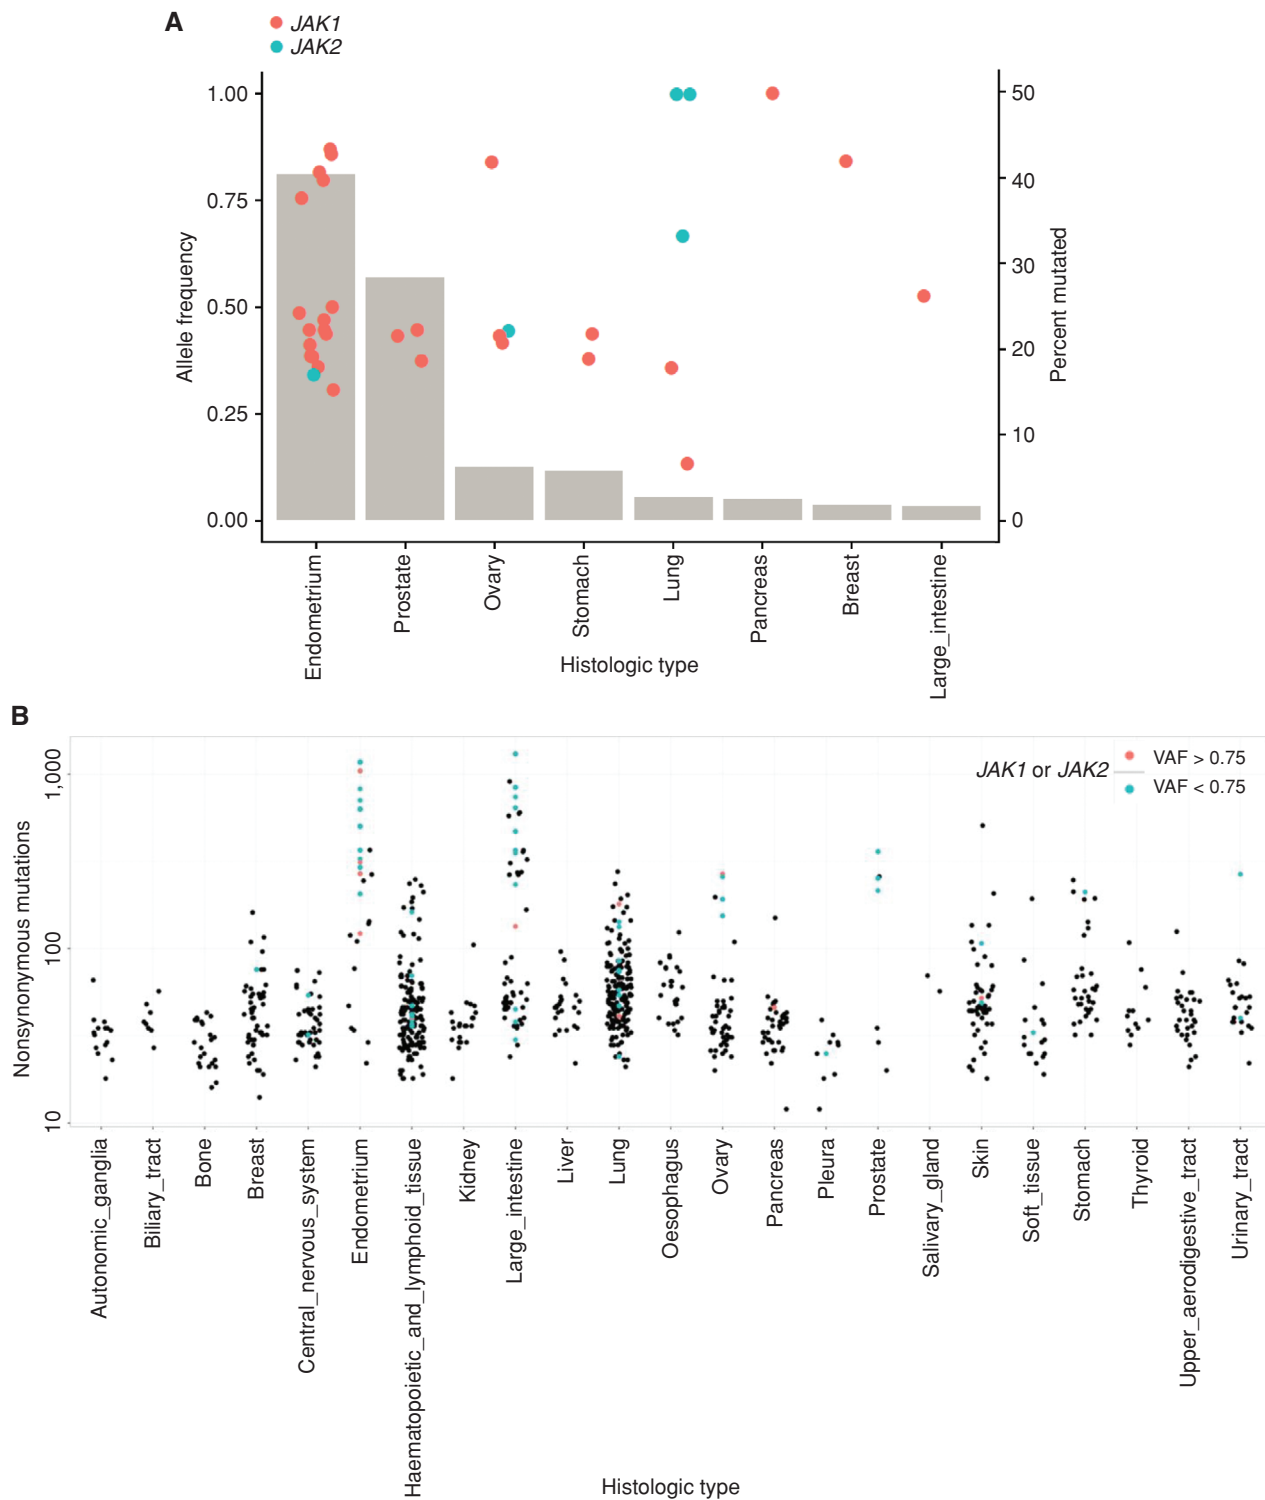 A
JAK1
JAK2
1.00
0.75
0.50
0.25
0.00
Allele frequency
50
40
30
20
10
0
Percent mutated
Endometrium
Prostate
Ovary
Stomach
Lung
Pancreas
Breast
Large_intestine
Histologic type
B
JAK1 or JAK2
VAF > 0.75
VAF < 0.75
1,000
100
10
Nonsynonymous mutations
Autonomic_ganglia
Biliary_tract
Bone
Breast
Central_nervous_system
Endometrium
Haematopoietic_and_lymphoid_tissue
Kidney
Large_intestine
Liver
Lung
Oesophagus
Ovary
Pancreas
Pleura
Prostate
Salivary_gland
Skin
Soft_tissue
Stomach
Thyroid
Upper_aerodigestive_tract
Urinary_tract
Histologic type